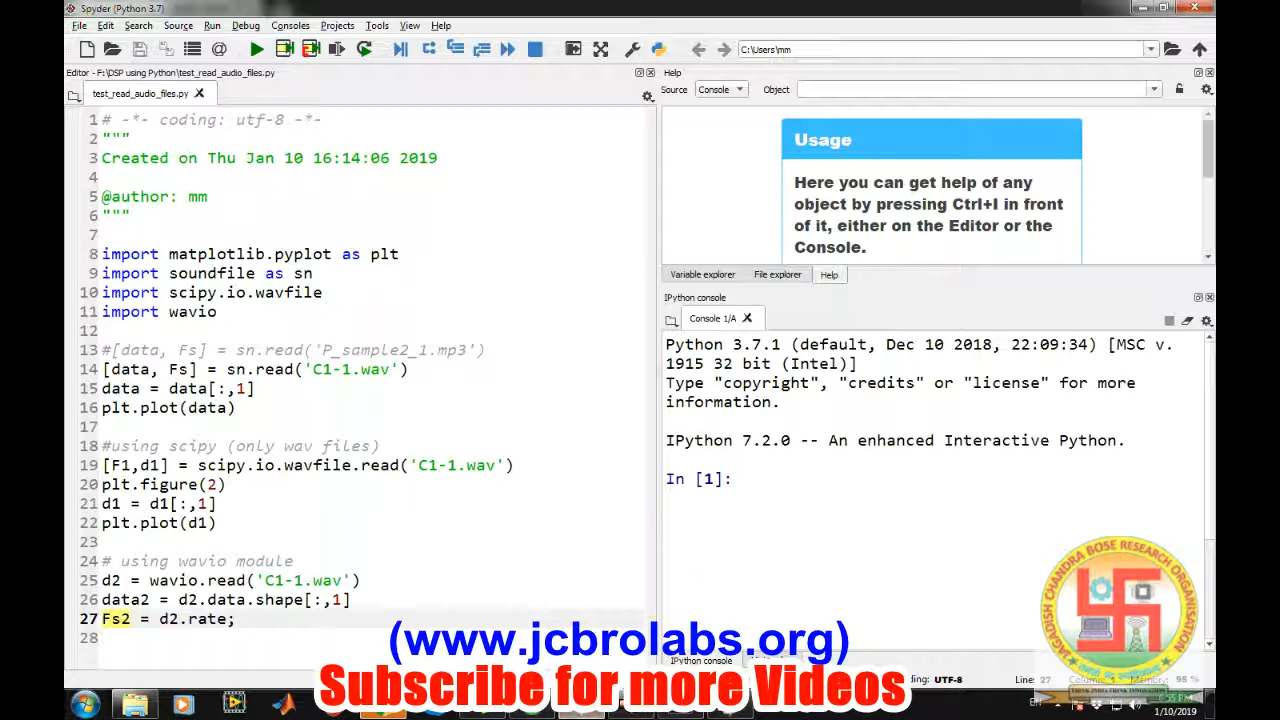 Spyder (Python 3.7)
File Edit Search Source Run Debug Consoles Projects Tools View Help
C:\Users\mm
Editor - F:\DSP using Python\test_read_audio_files.py
test_read_audio_files.py
1 # -*- coding: utf-8 -*-
2 """
3 Created on Thu Jan 10 16:14:06 2019
4
5 @author: mm
6 """
7
8 import matplotlib.pyplot as plt
9 import soundfile as sn
10 import scipy.io.wavfile
11 import wavio
12
13 #[data, Fs] = sn.read('P_sample2_1.mp3')
14 [data, Fs] = sn.read('C1-1.wav')
15 data = data[:,1]
16 plt.plot(data)
17
18 #using scipy (only wav files)
19 [F1,d1] = scipy.io.wavfile.read('C1-1.wav')
20 plt.figure(2)
21 d1 = d1[:,1]
22 plt.plot(d1)
23
24 # using wavio module
25 d2 = wavio.read('C1-1.wav')
26 data2 = d2.data.shape[:,1]
27 Fs2 = d2.rate;
28
Help
Source Console Object
Usage
Here you can get help of any
object by pressing Ctrl+I in front
of it, either on the Editor or the
Console.
Variable explorer File explorer Help
IPython console
Console 1/A
Python 3.7.1 (default, Dec 10 2018, 22:09:34) [MSC v.
1915 32 bit (Intel)]
Type "copyright", "credits" or "license" for more
information.
IPython 7.2.0 -- An enhanced Interactive Python.
In [1]:
JAGADISH CHANDRA BOSE RESEARCH ORGANISATION
(www.jcbrolabs.org)
Subscribe for more Videos
IPython console
UTF-8 Line: 27 Memory: 95 %
1/10/2019